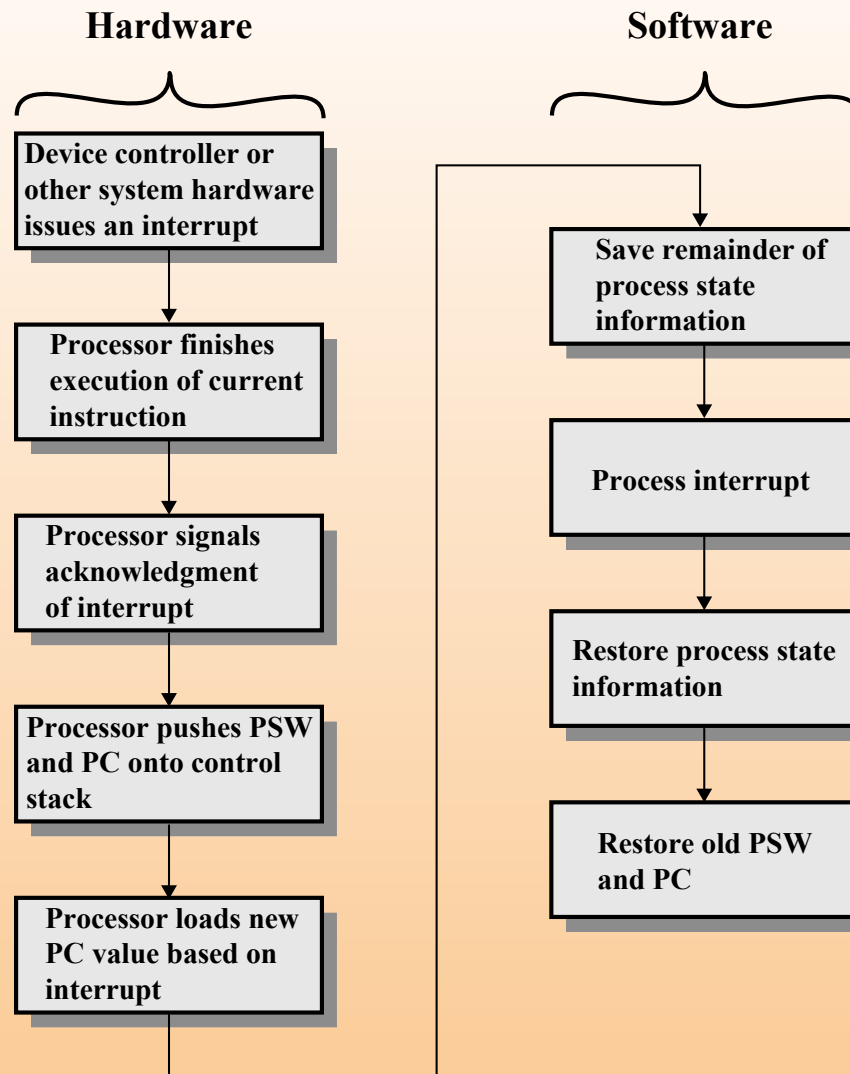 Hardware
Device controller or
other system hardware
issues an interrupt
Processor finishes
execution of current
instruction
Processor signals
acknowledgment
of interrupt
Processor pushes PSW
and PC onto control
stack
Processor loads new
PC value based on
interrupt
Software
Save remainder of
process state
information
Process interrupt
Restore process state
information
Restore old PSW
and PC